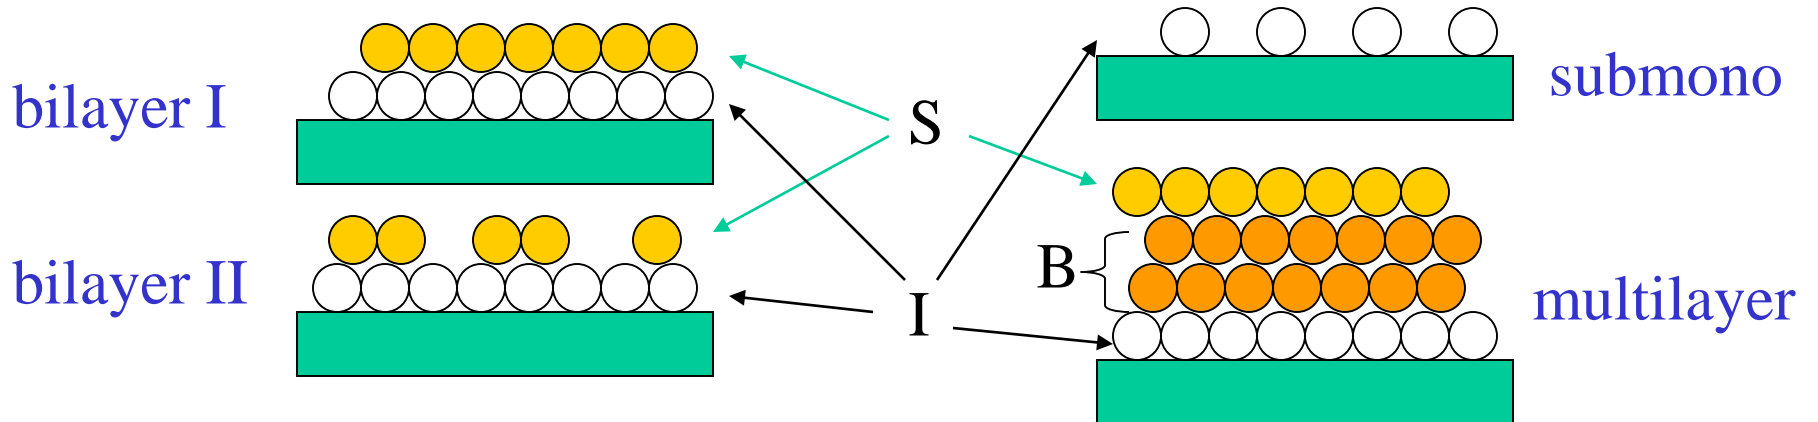 bilayer I
S
submono
bilayer II
B
I
multilayer